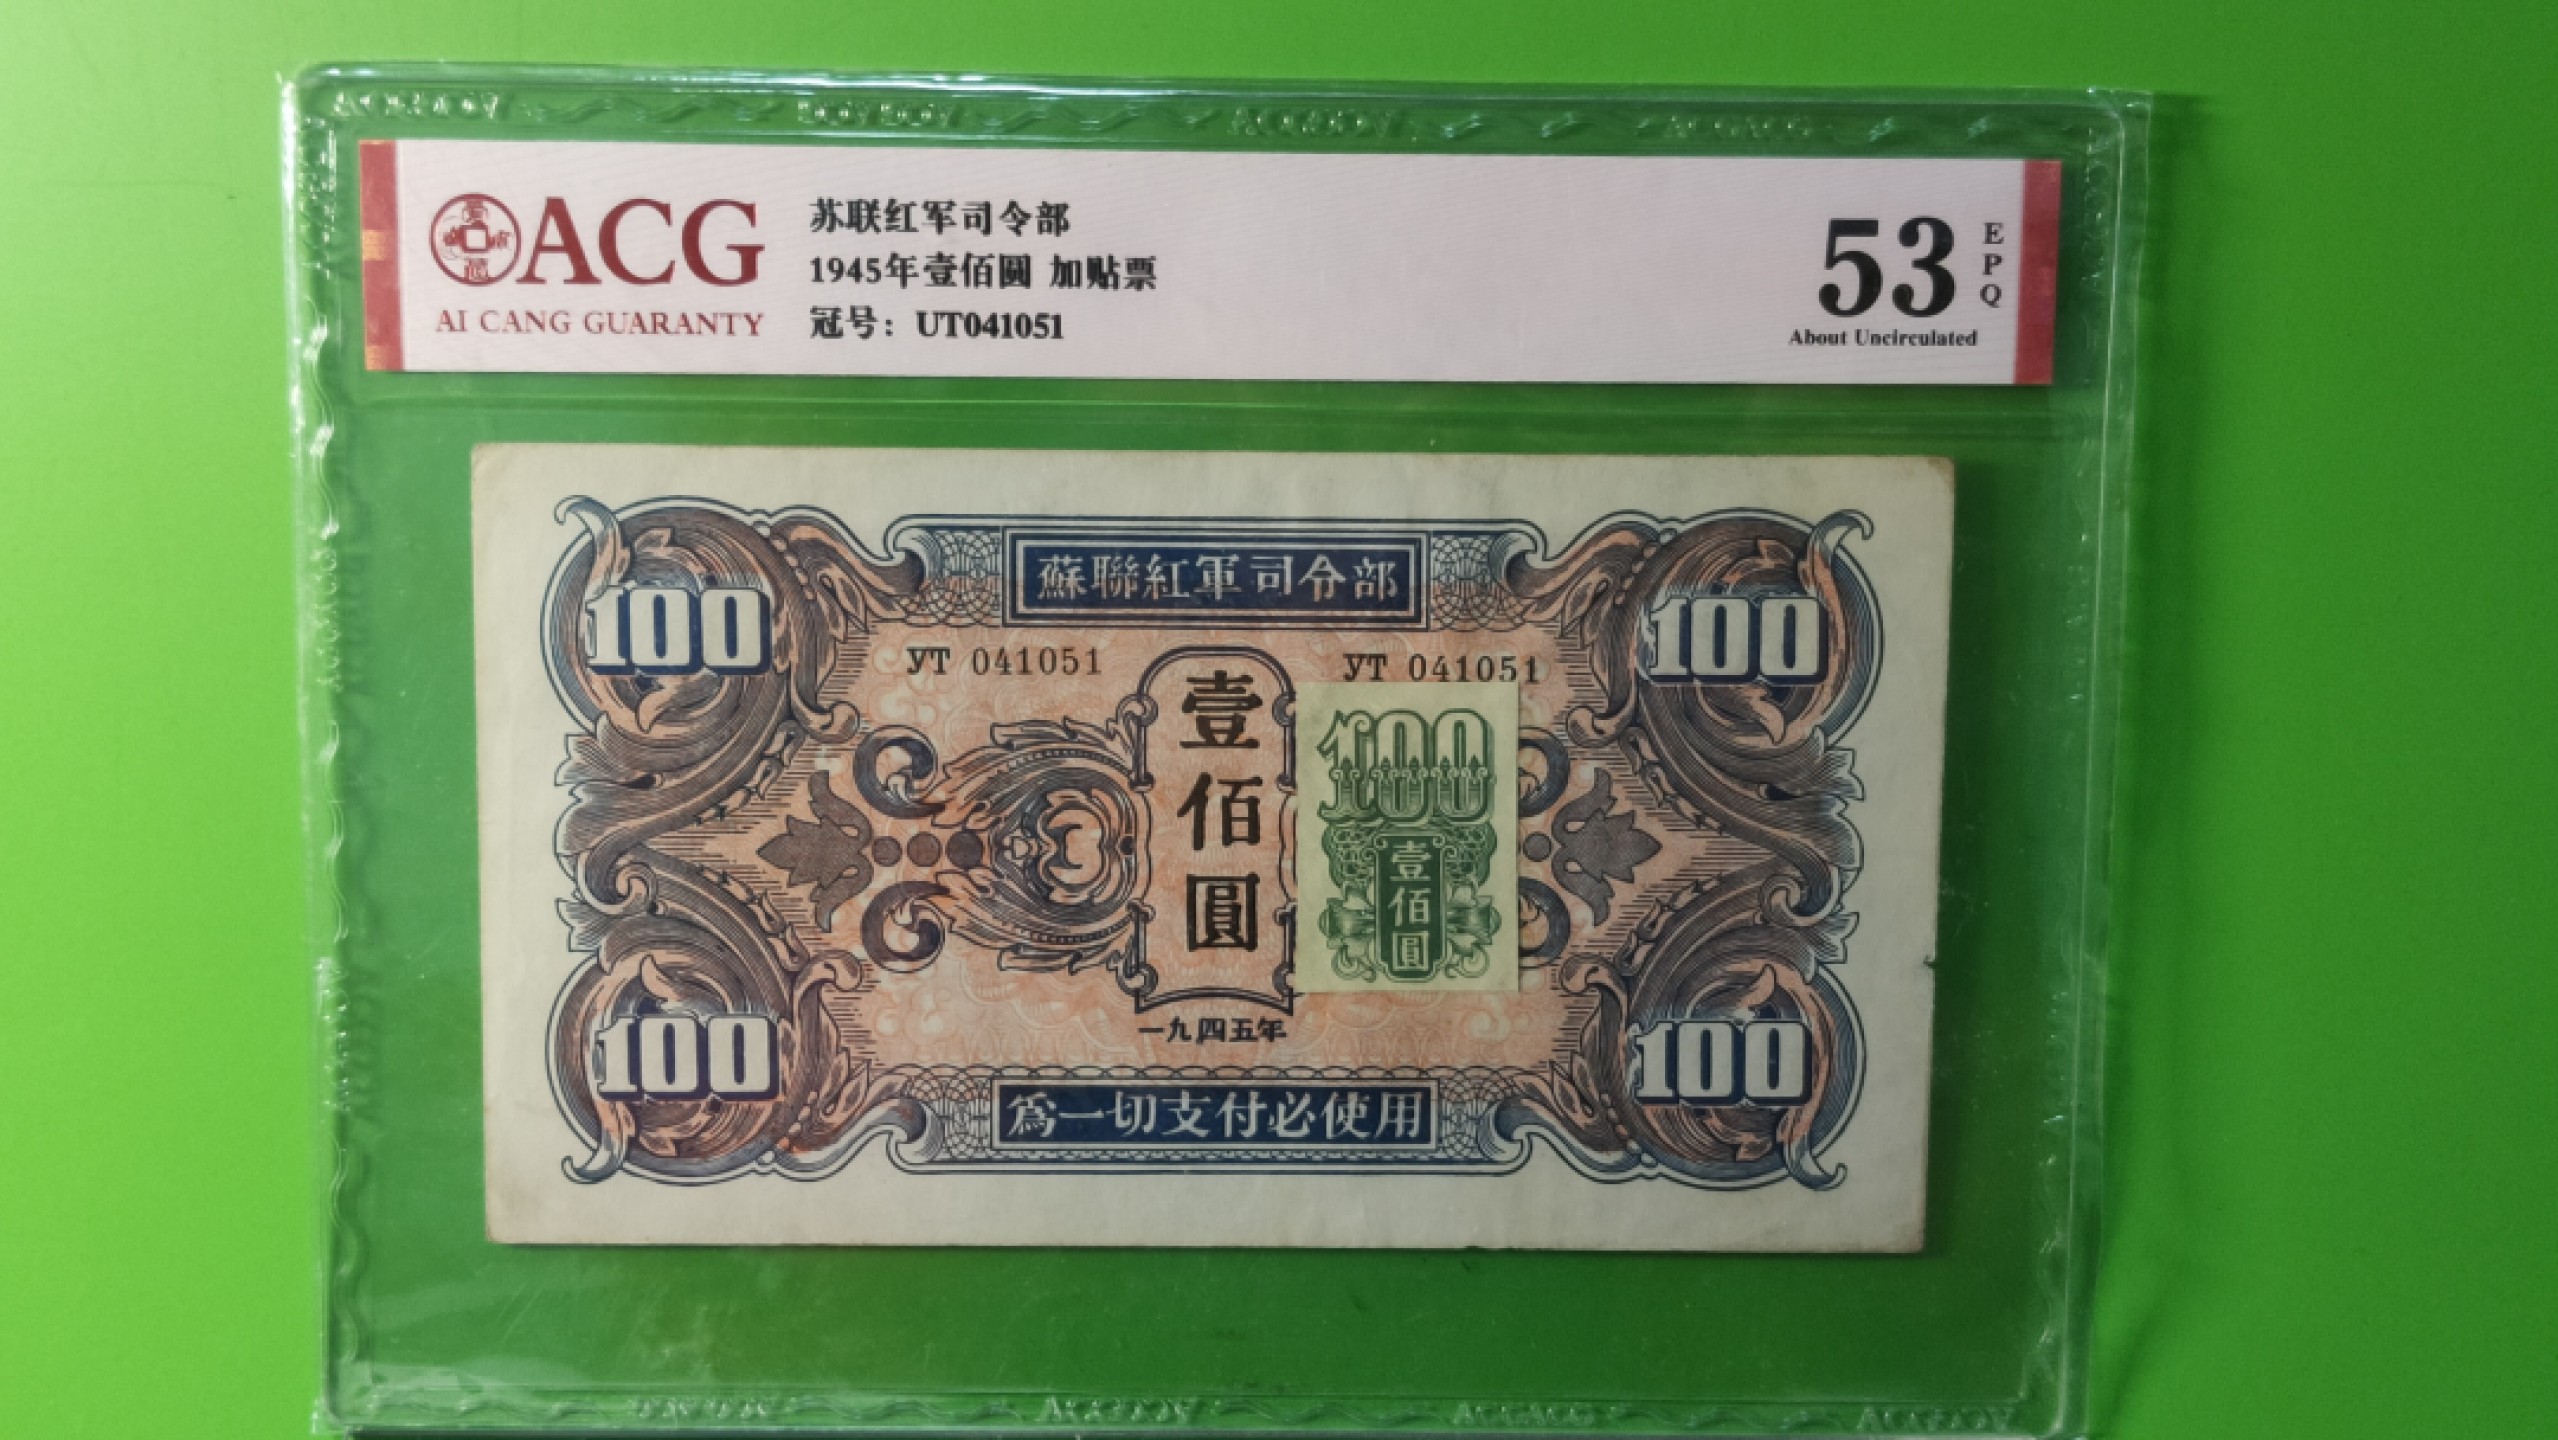 ACG
AI CANG GUARANTY
苏联红军司令部
1945年壹佰圆 加贴票
冠号：UT041051
53
EPQ
About Uncirculated
蘇聯紅軍司令部
100
100
УТ 041051
УТ 041051
壹佰圓
100
壹佰圓
一九四五年
100
100
爲一切支付必使用